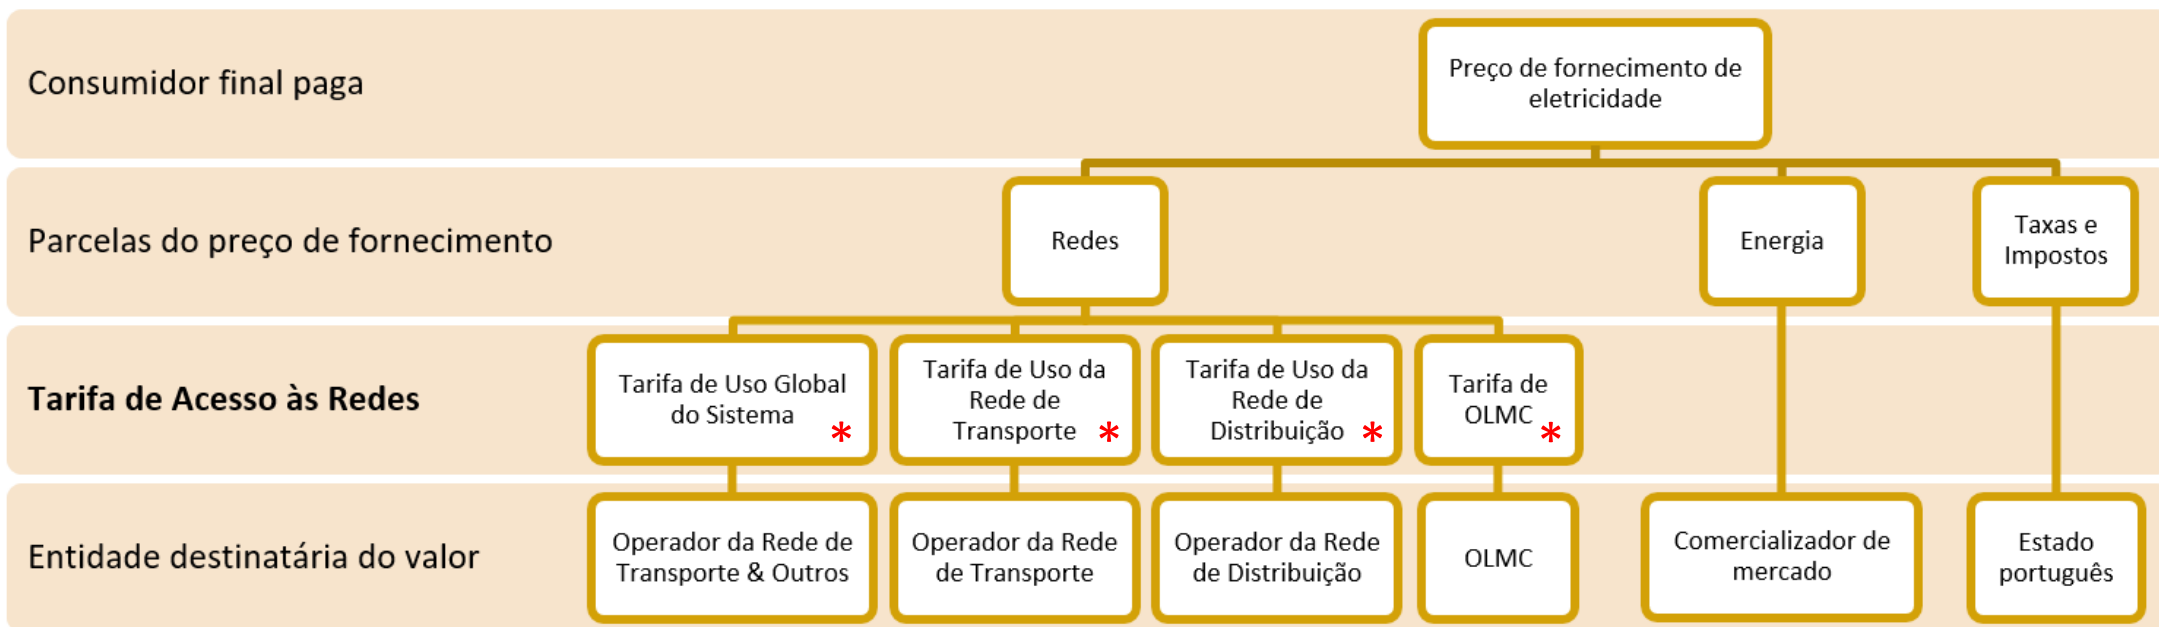 Consumidor final paga
Preço de fornecimento de
eletricidade
Parcelas do preço de fornecimento
Redes
Energia
Taxas e
Impostos
Tarifa de Acesso às Redes
Tarifa de Uso Global
do Sistema *
Tarifa de Uso da
Rede de
Transporte *
Tarifa de Uso da
Rede de
Distribuição *
Tarifa de
OLMC *
Entidade destinatária do valor
Operador da Rede de
Transporte & Outros
Operador da Rede
de Transporte
Operador da Rede
de Distribuição
OLMC
Comercializador de
mercado
Estado
português